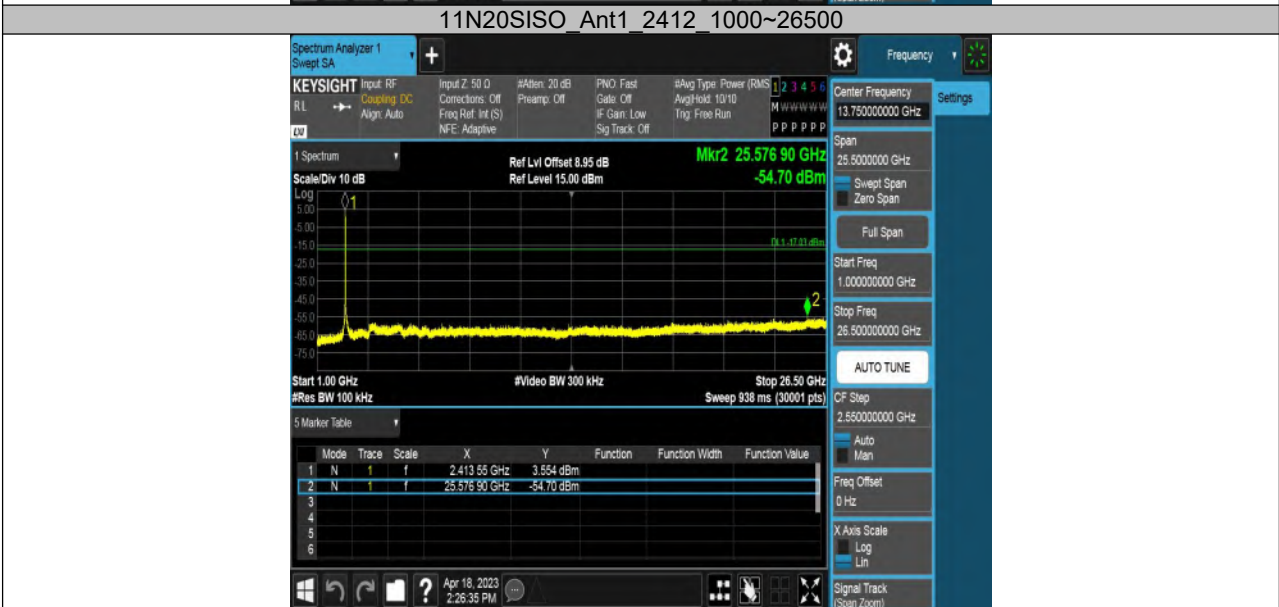 11N20SISO_Ant1_2412_1000~26500
Spectrum Analyzer 1
Swept SA
+
Frequency
KEYSIGHT
RL
LXI
Input: RF
Coupling: DC
Align: Auto
Input Z: 50 Ω
Corrections: Off
Freq Ref: Int (S)
NFE: Adaptive
#Atten: 20 dB
Preamp: Off
PNO: Fast
Gate: Off
IF Gain: Low
Sig Track: Off
#Avg Type: Power (RMS
Avg|Hold: 10/10
Trig: Free Run
1 2 3 4 5 6
M W W W W W
P P P P P P
Center Frequency
13.750000000 GHz
Settings
Span
25.5000000 GHz
Swept Span
Zero Span
Full Span
Start Freq
1.000000000 GHz
Stop Freq
26.500000000 GHz
AUTO TUNE
CF Step
2.550000000 GHz
Auto
Man
Freq Offset
0 Hz
X Axis Scale
Log
Lin
Signal Track
(Span Zoom)
1 Spectrum
Scale/Div 10 dB
Log
Ref Lvl Offset 8.95 dB
Ref Level 15.00 dBm
Mkr2 25.576 90 GHz
-54.70 dBm
5.00
-5.00
-15.0
-25.0
-35.0
-45.0
-55.0
-65.0
-75.0
1
DL1 -17.03 dBm
2
Start 1.00 GHz
#Res BW 100 kHz
#Video BW 300 kHz
Stop 26.50 GHz
Sweep 938 ms (30001 pts)
5 Marker Table
Mode Trace Scale X Y Function Function Width Function Value
1 N 1 f 2.413 55 GHz 3.554 dBm
2 N 1 f 25.576 90 GHz -54.70 dBm
3
4
5
6
?
Apr 18, 2023
2:26:35 PM